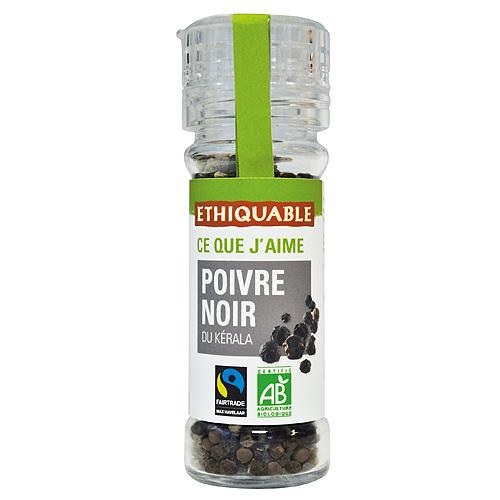 ETHIQUABLE
CE QUE J'AIME
POIVRE
NOIR
DU KÉRALA
FAIRTRADE
MAX HAVELAAR
CERTIFIÉ
AB
AGRICULTURE
BIOLOGIQUE